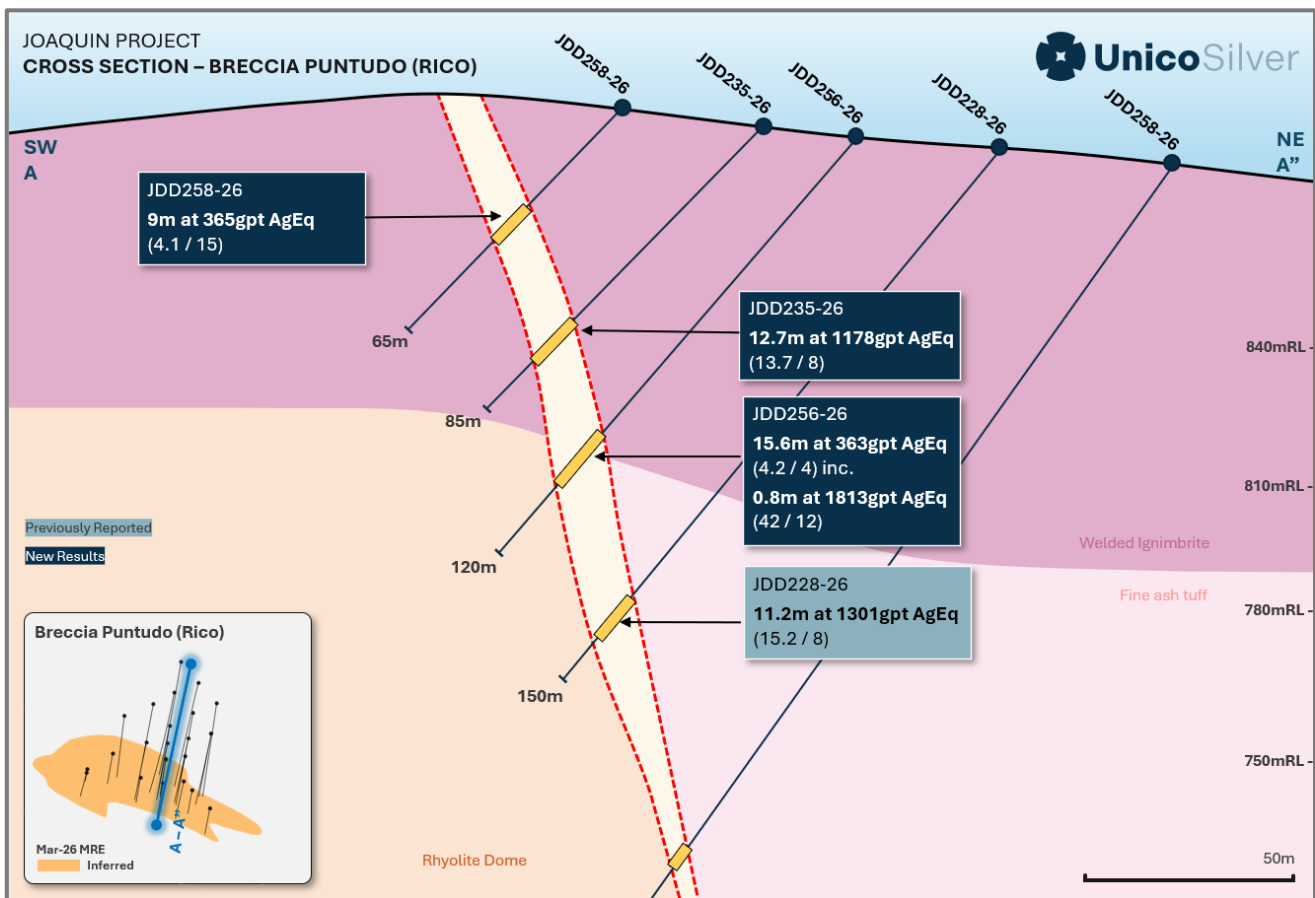 JOAQUIN PROJECT
CROSS SECTION – BRECCIA PUNTUDO (RICO)
UnicoSilver
JDD258-26
JDD235-26
JDD256-26
JDD228-26
JDD258-26
SW
A
NE
A”
JDD258-26
9m at 365gpt AgEq
(4.1 / 15)
65m
JDD235-26
12.7m at 1178gpt AgEq
(13.7 / 8)
840mRL
85m
JDD256-26
15.6m at 363gpt AgEq
(4.2 / 4) inc.
0.8m at 1813gpt AgEq
(42 / 12)
810mRL
Previously Reported
New Results
Welded Ignimbrite
120m
JDD228-26
11.2m at 1301gpt AgEq
(15.2 / 8)
Fine ash tuff
780mRL
150m
Breccia Puntudo (Rico)
A – A”
Mar-26 MRE
Inferred
750mRL
Rhyolite Dome
50m